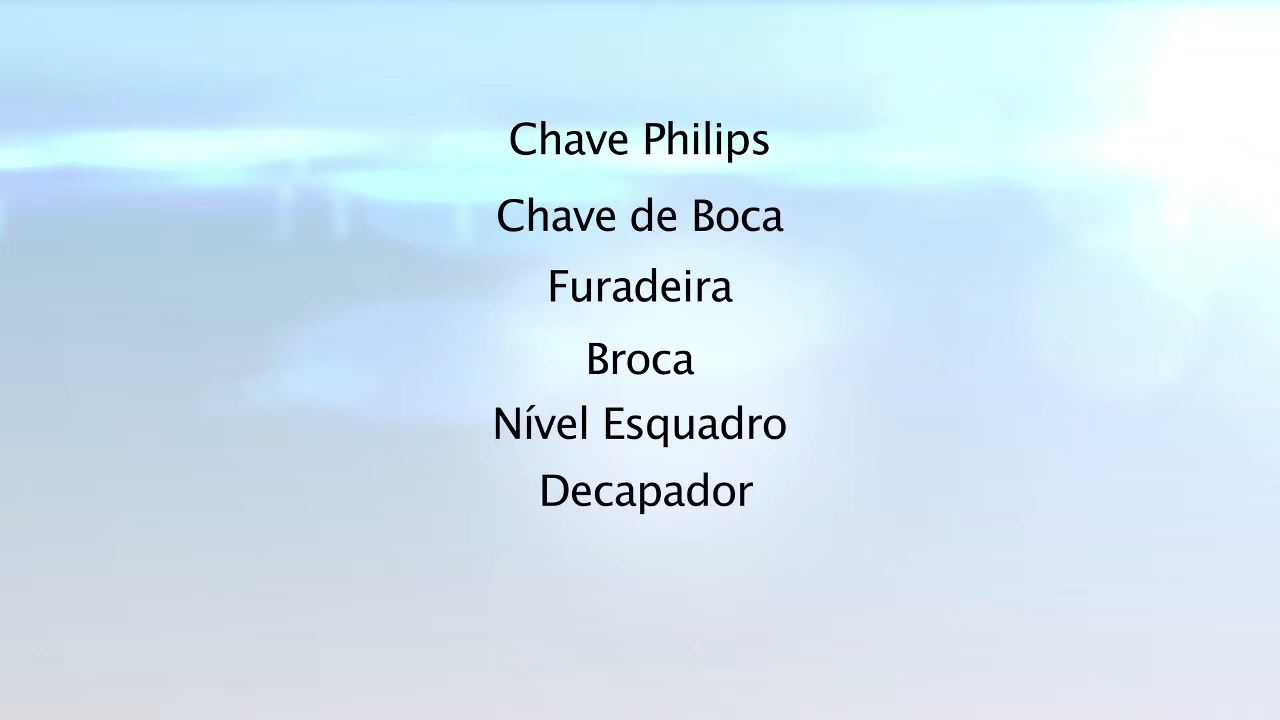 Chave Philips
Chave de Boca
Furadeira
Broca
Nível Esquadro
Decapador